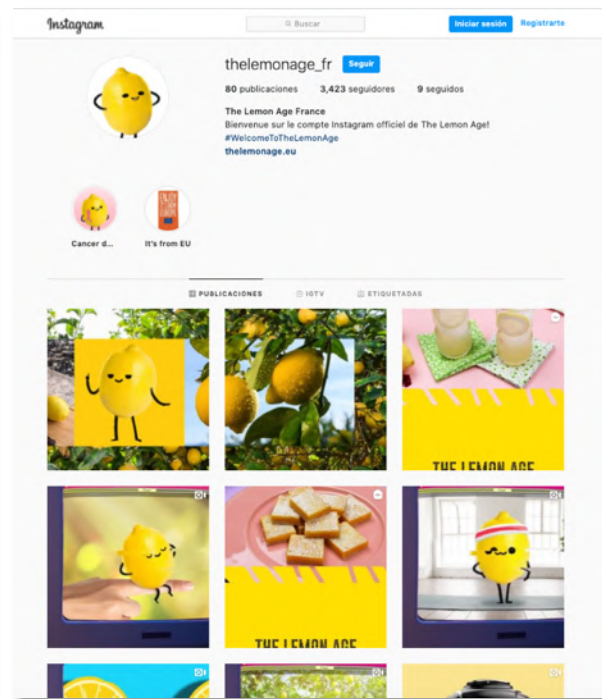 Instagram
Buscar
Iniciar sesión
Registrarte
thelemonage_fr
Seguir
80 publicaciones 3,423 seguidores 9 seguidos
The Lemon Age France
Bienvenue sur le compte Instagram officiel de The Lemon Age!
#WelcomeToTheLemonAge
thelemonage.eu
ENJOY
EUROPE
Cancer d... It's from EU
PUBLICACIONES IGTV ETIQUETADAS
THE LEMON AGE
THE LEMON AGE